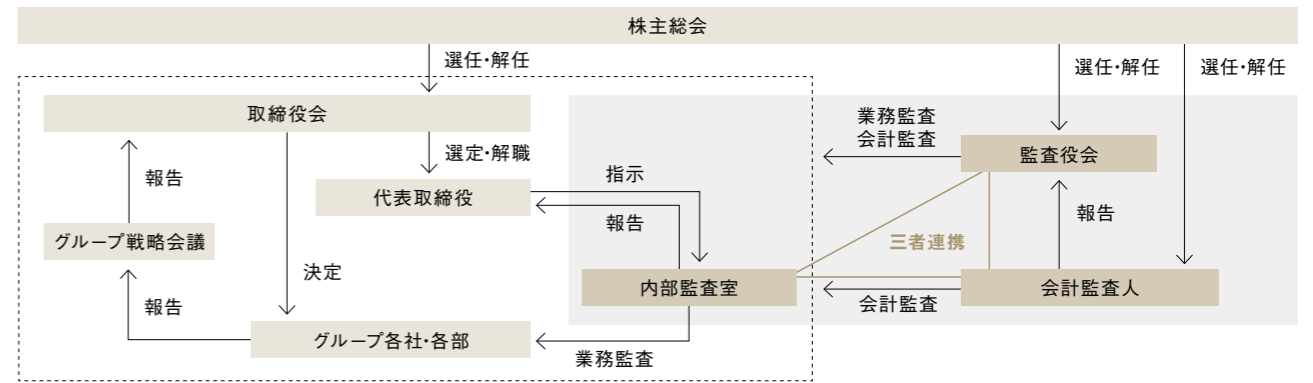 株主総会
選任・解任
選任・解任
選任・解任
取締役会
業務監査
会計監査
監査役会
選定・解職
報告
指示
代表取締役
報告
報告
グループ戦略会議
三者連携
決定
内部監査室
会計監査人
会計監査
報告
グループ各社・各部
業務監査